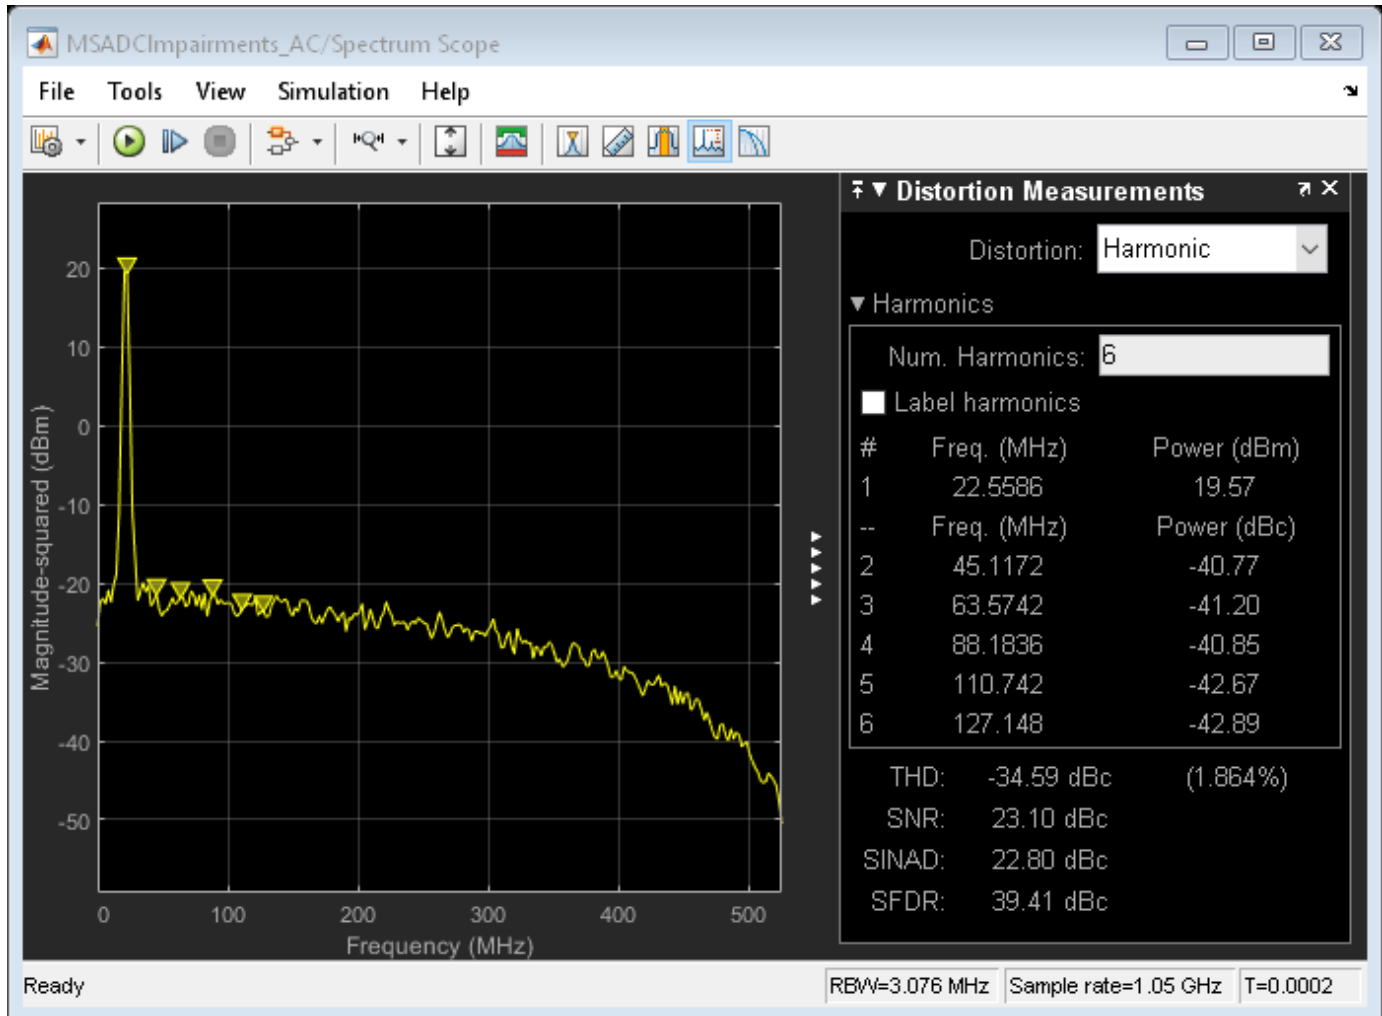 MSADCImpairments_AC/Spectrum Scope
File Tools View Simulation Help
Distortion Measurements
Distortion: Harmonic
Harmonics
Num. Harmonics: 6
Label harmonics
# Freq. (MHz) Power (dBm)
1 22.5586 19.57
-- Freq. (MHz) Power (dBc)
2 45.1172 -40.77
3 63.5742 -41.20
4 88.1836 -40.85
5 110.742 -42.67
6 127.148 -42.89
THD: -34.59 dBc (1.864%)
SNR: 23.10 dBc
SINAD: 22.80 dBc
SFDR: 39.41 dBc
Magnitude-squared (dBm)
20
10
0
-10
-20
-30
-40
-50
0 100 200 300 400 500
Frequency (MHz)
Ready RBW=3.076 MHz Sample rate=1.05 GHz T=0.0002